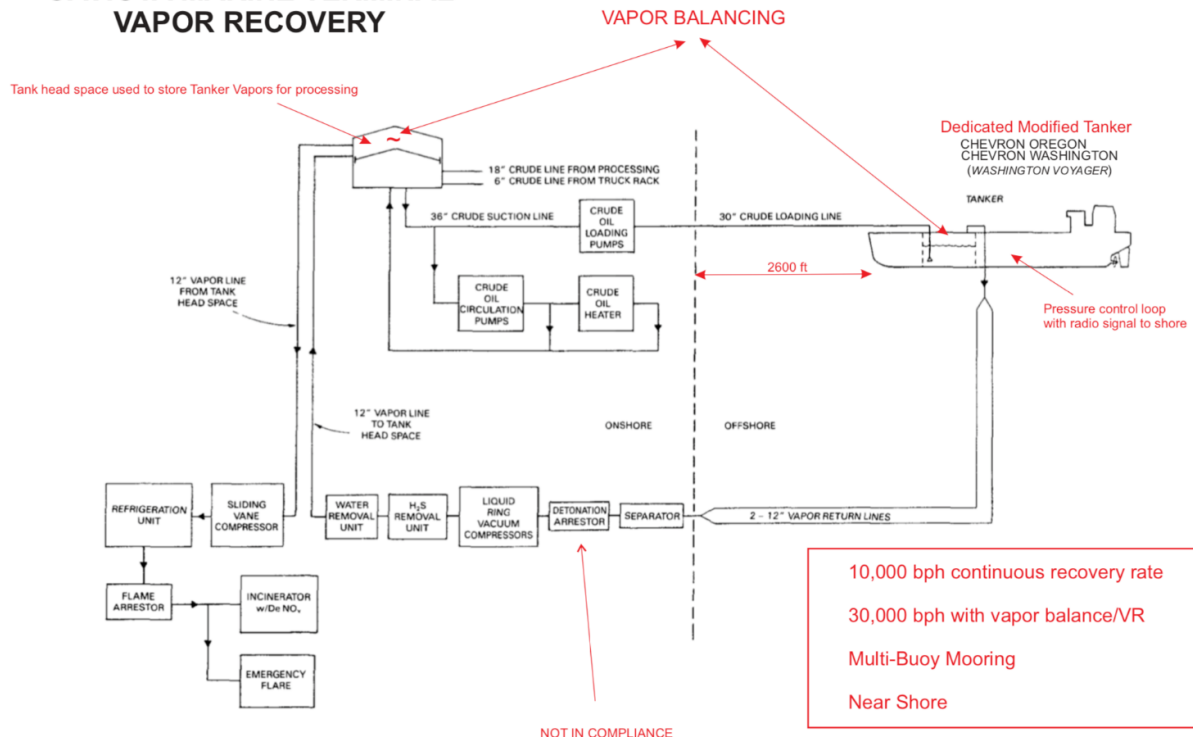 VAPOR RECOVERY
VAPOR BALANCING
Tank head space used to store Tanker Vapors for processing
~
Dedicated Modified Tanker
CHEVRON OREGON
CHEVRON WASHINGTON
(WASHINGTON VOYAGER)
TANKER
18" CRUDE LINE FROM PROCESSING
6" CRUDE LINE FROM TRUCK RACK
36" CRUDE SUCTION LINE
CRUDE
OIL
LOADING
PUMPS
30" CRUDE LOADING LINE
2600 ft
12" VAPOR LINE
FROM TANK
HEAD SPACE
CRUDE
OIL
CIRCULATION
PUMPS
CRUDE
OIL
HEATER
Pressure control loop
with radio signal to shore
12" VAPOR LINE
TO TANK
HEAD SPACE
ONSHORE
OFFSHORE
REFRIGERATION
UNIT
SLIDING
VANE
COMPRESSOR
WATER
REMOVAL
UNIT
H₂S
REMOVAL
UNIT
LIQUID
RING
VACUUM
COMPRESSORS
DETONATION
ARRESTOR
SEPARATOR
2 – 12" VAPOR RETURN LINES
FLAME
ARRESTOR
INCINERATOR
w/De NOₓ
EMERGENCY
FLARE
10,000 bph continuous recovery rate
30,000 bph with vapor balance/VR
Multi-Buoy Mooring
Near Shore
NOT IN COMPLIANCE